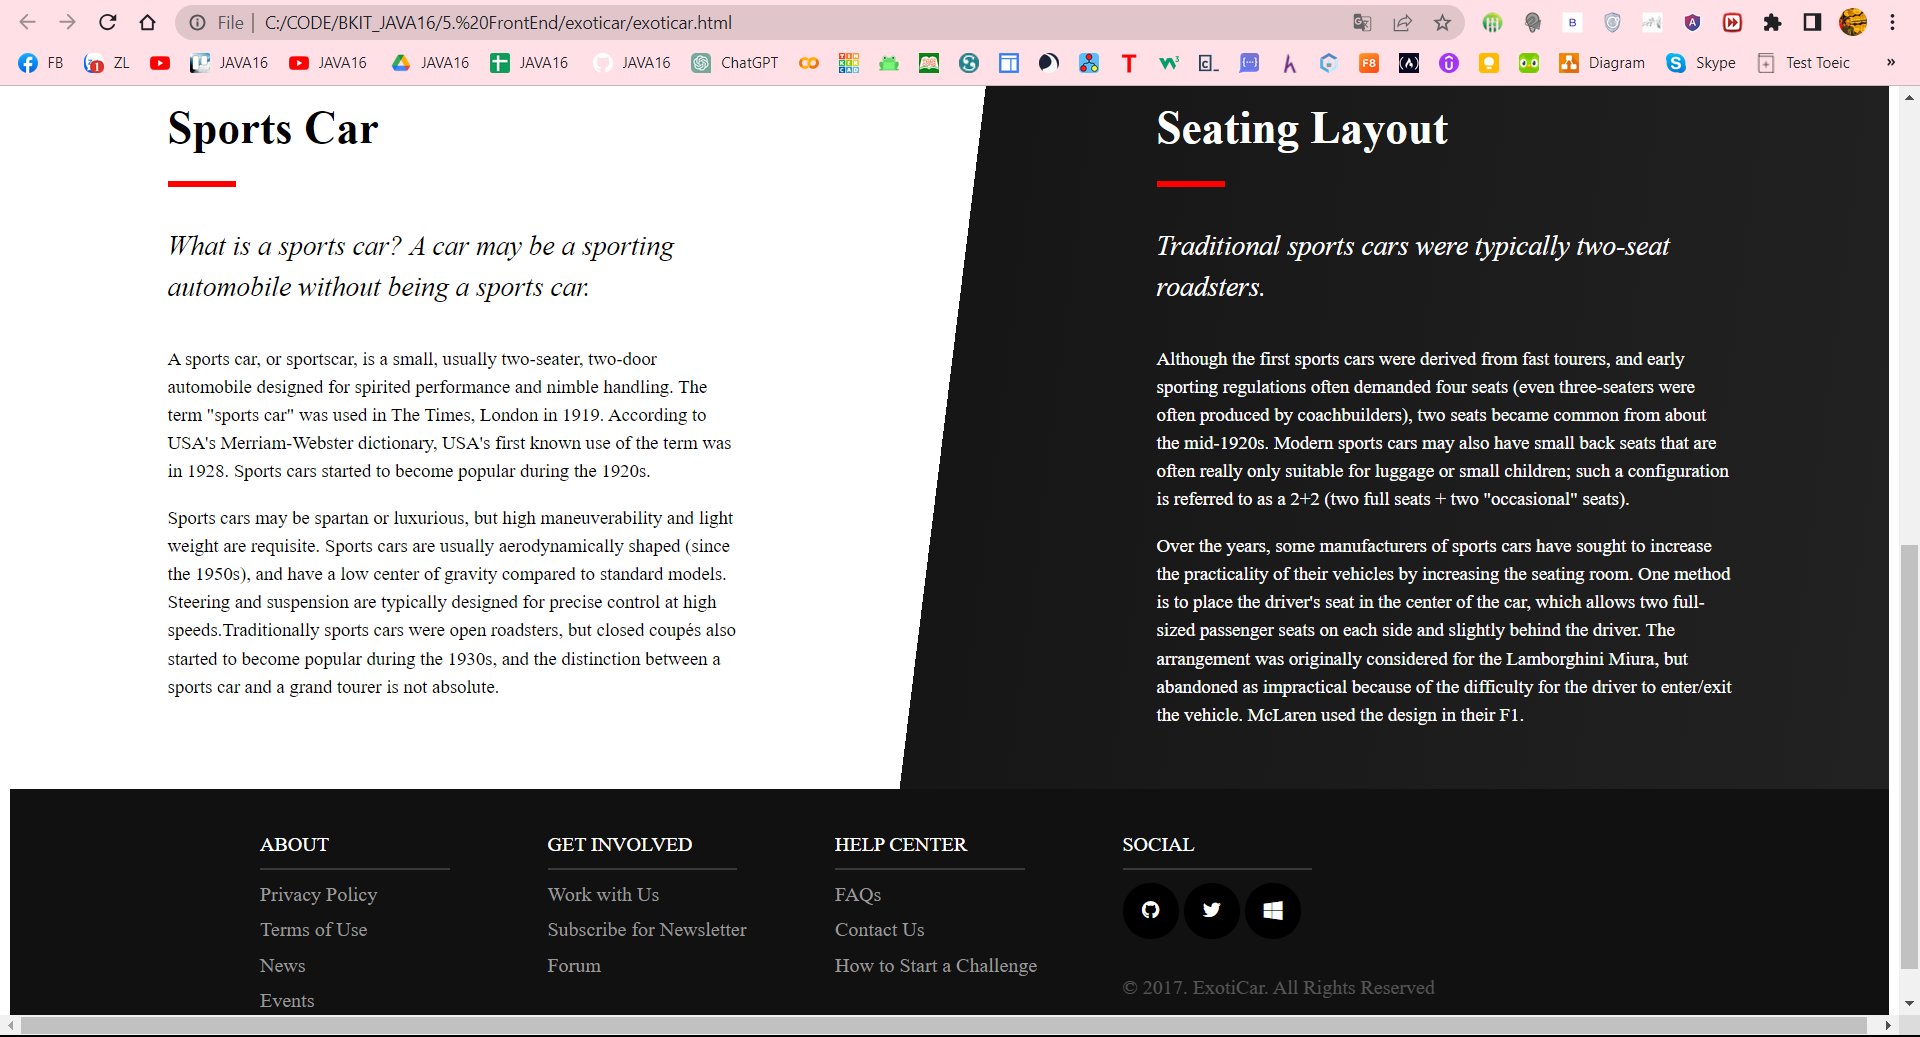 File | C:/CODE/BKIT_JAVA16/5.%20FrontEnd/exoticar/exoticar.html
FB ZL JAVA16 JAVA16 JAVA16 JAVA16 JAVA16 ChatGPT Diagram Skype Test Toeic »
Sports Car
What is a sports car? A car may be a sporting
automobile without being a sports car.
A sports car, or sportscar, is a small, usually two-seater, two-door
automobile designed for spirited performance and nimble handling. The
term "sports car" was used in The Times, London in 1919. According to
USA's Merriam-Webster dictionary, USA's first known use of the term was
in 1928. Sports cars started to become popular during the 1920s.
Sports cars may be spartan or luxurious, but high maneuverability and light
weight are requisite. Sports cars are usually aerodynamically shaped (since
the 1950s), and have a low center of gravity compared to standard models.
Steering and suspension are typically designed for precise control at high
speeds.Traditionally sports cars were open roadsters, but closed coupés also
started to become popular during the 1930s, and the distinction between a
sports car and a grand tourer is not absolute.
Seating Layout
Traditional sports cars were typically two-seat
roadsters.
Although the first sports cars were derived from fast tourers, and early
sporting regulations often demanded four seats (even three-seaters were
often produced by coachbuilders), two seats became common from about
the mid-1920s. Modern sports cars may also have small back seats that are
often really only suitable for luggage or small children; such a configuration
is referred to as a 2+2 (two full seats + two "occasional" seats).
Over the years, some manufacturers of sports cars have sought to increase
the practicality of their vehicles by increasing the seating room. One method
is to place the driver's seat in the center of the car, which allows two full-
sized passenger seats on each side and slightly behind the driver. The
arrangement was originally considered for the Lamborghini Miura, but
abandoned as impractical because of the difficulty for the driver to enter/exit
the vehicle. McLaren used the design in their F1.
ABOUT
Privacy Policy
Terms of Use
News
Events
GET INVOLVED
Work with Us
Subscribe for Newsletter
Forum
HELP CENTER
FAQs
Contact Us
How to Start a Challenge
SOCIAL
© 2017. ExotiCar. All Rights Reserved